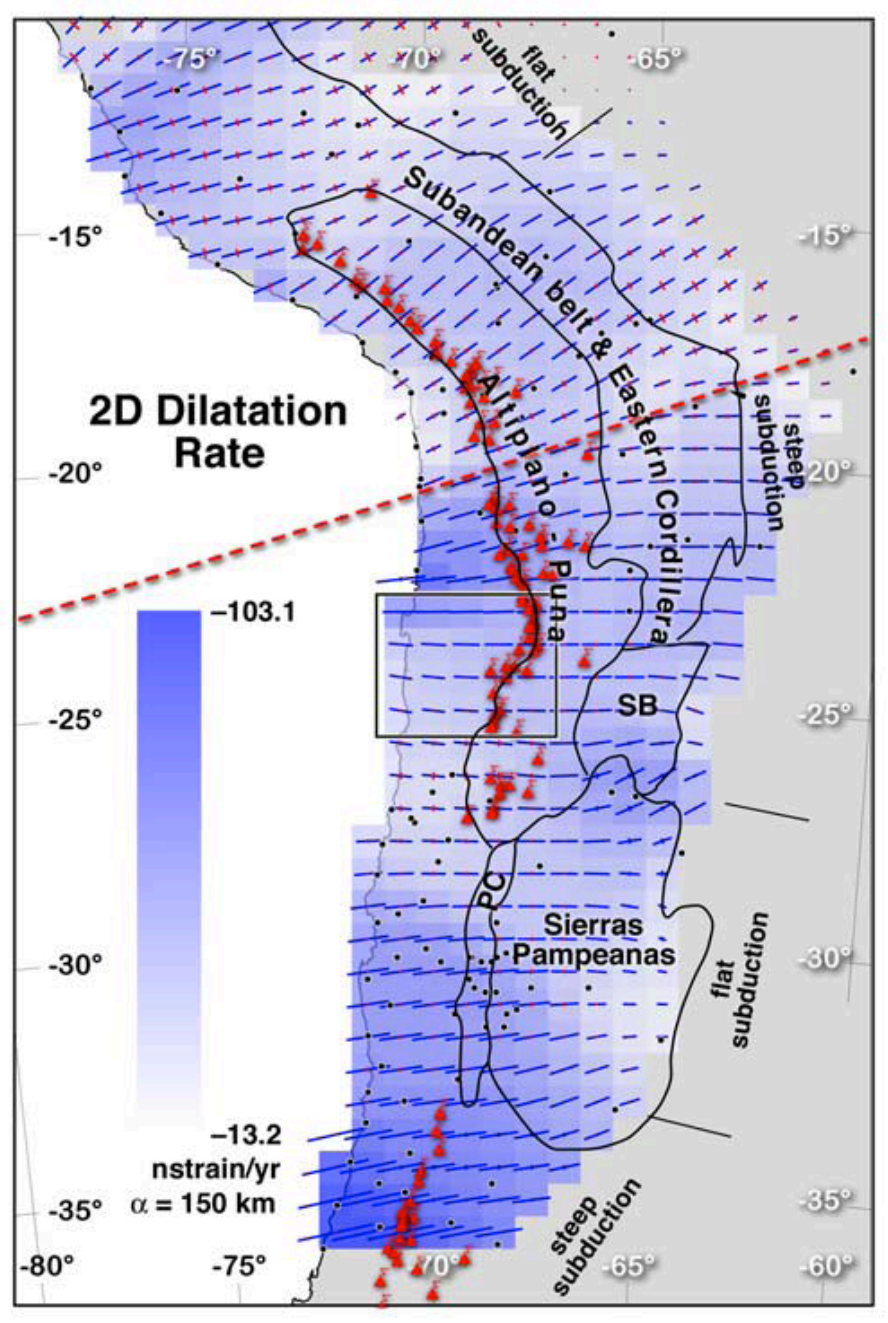 -75°
-70°
-65°
flat
subduction
-15°
-15°
Subandean belt & Eastern Cordillera
2D Dilatation
Rate
Altiplano - Puna
steep
subduction
-20°
-20°
−103.1
SB
-25°
-25°
PC
Sierras
Pampeanas
-30°
-30°
flat
subduction
−13.2
nstrain/yr
α = 150 km
-35°
-35°
steep
subduction
-80°
-75°
-70°
-65°
-60°